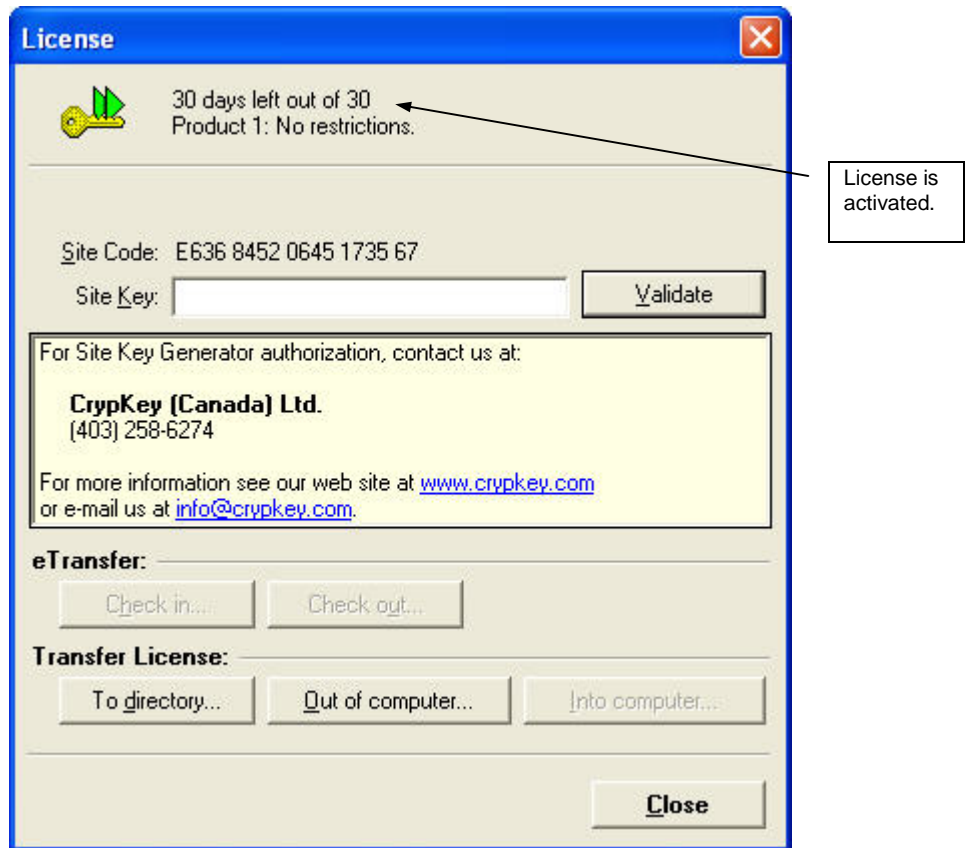 License
30 days left out of 30
Product 1: No restrictions.
License is
activated.
Site Code: E636 8452 0645 1735 67
Site Key:
Validate
For Site Key Generator authorization, contact us at:
CrypKey (Canada) Ltd.
(403) 258-6274
For more information see our web site at www.crypkey.com
or e-mail us at info@crypkey.com.
eTransfer:
Check in... Check out...
Transfer License:
To directory... Out of computer... Into computer...
Close